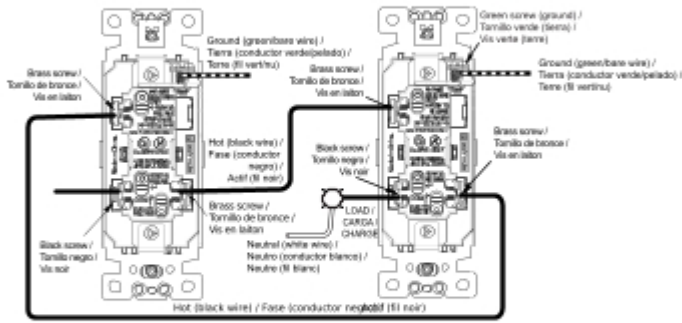 Green screw (ground) /
Tornillo verde (tierra) /
Vis verte (terre)
Ground (green/bare wire) /
Tierra (conductor verde/pelado) /
Terre (fil vert/nu)
Ground (green/bare wire) /
Tierra (conductor verde/pelado) /
Terre (fil vert/nu)
Brass screw /
Tornillo de bronce /
Vis en laiton
Brass screw /
Tornillo de bronce /
Vis en laiton
Hot (black wire) /
Fase (conductor
negro) /
Actif (fil noir)
Black screw /
Tornillo negro /
Vis noir
Brass screw /
Tornillo de bronce /
Vis en laiton
Brass screw /
Tornillo de bronce /
Vis en laiton
LOAD /
CARGA /
CHARGE
Black screw /
Tornillo negro /
Vis noir
Neutral (white wire) /
Neutro (conductor blanco) /
Neutre (fil blanc)
Hot (black wire) / Fase (conductor (fil noir)